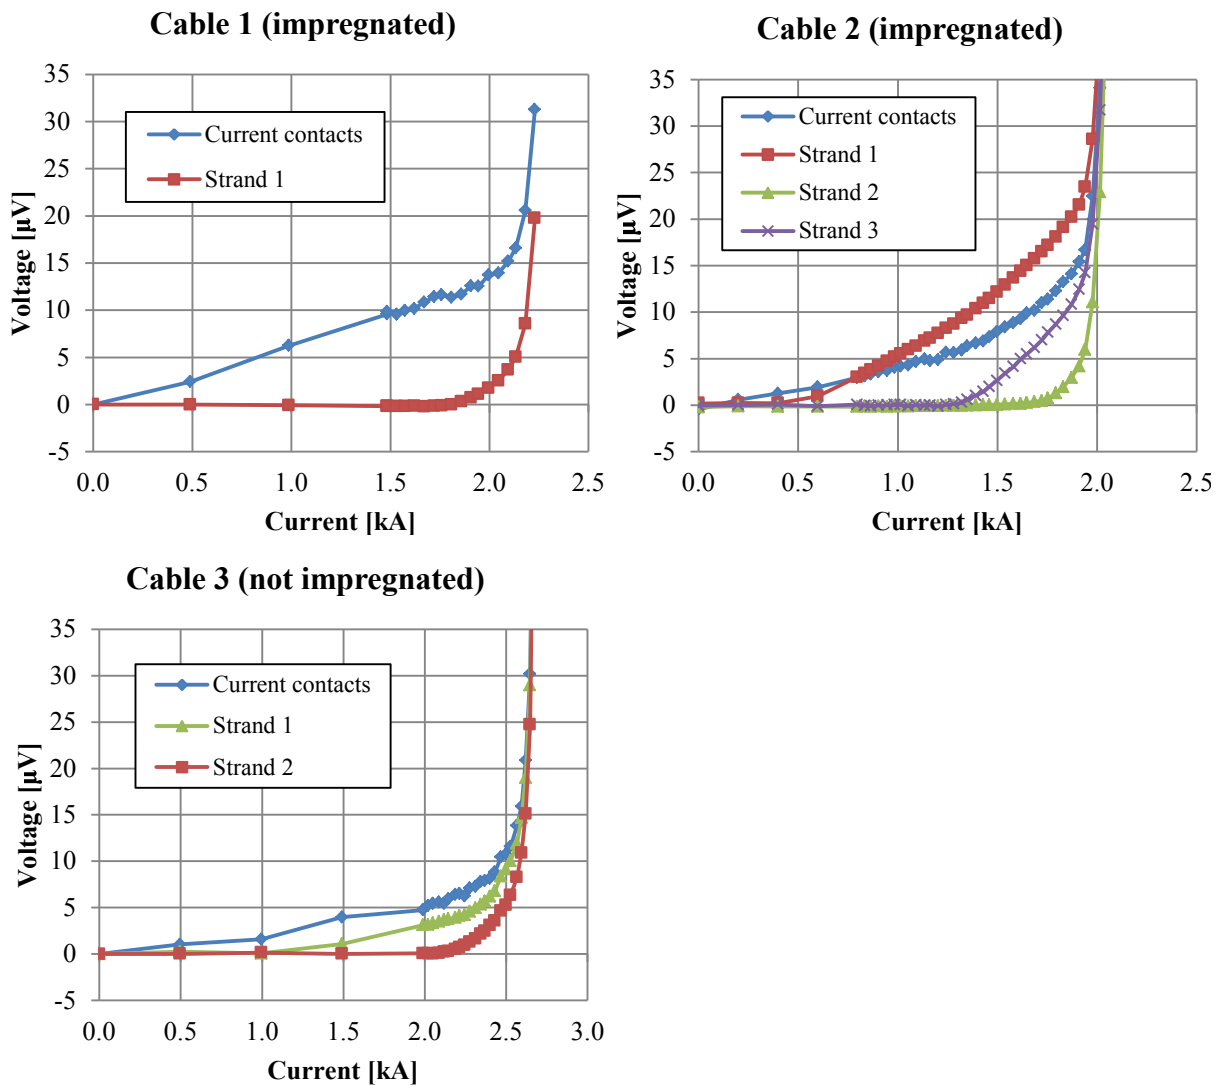 Cable 1 (impregnated)
35
30
25
20
15
10
5
0
-5
Voltage [µV]
Current contacts
Strand 1
0.0 0.5 1.0 1.5 2.0 2.5
Current [kA]
Cable 2 (impregnated)
35
30
25
20
15
10
5
0
-5
Voltage [µV]
Current contacts
Strand 1
Strand 2
Strand 3
0.0 0.5 1.0 1.5 2.0 2.5
Current [kA]
Cable 3 (not impregnated)
35
30
25
20
15
10
5
0
-5
Voltage [µV]
Current contacts
Strand 1
Strand 2
0.0 0.5 1.0 1.5 2.0 2.5 3.0
Current [kA]